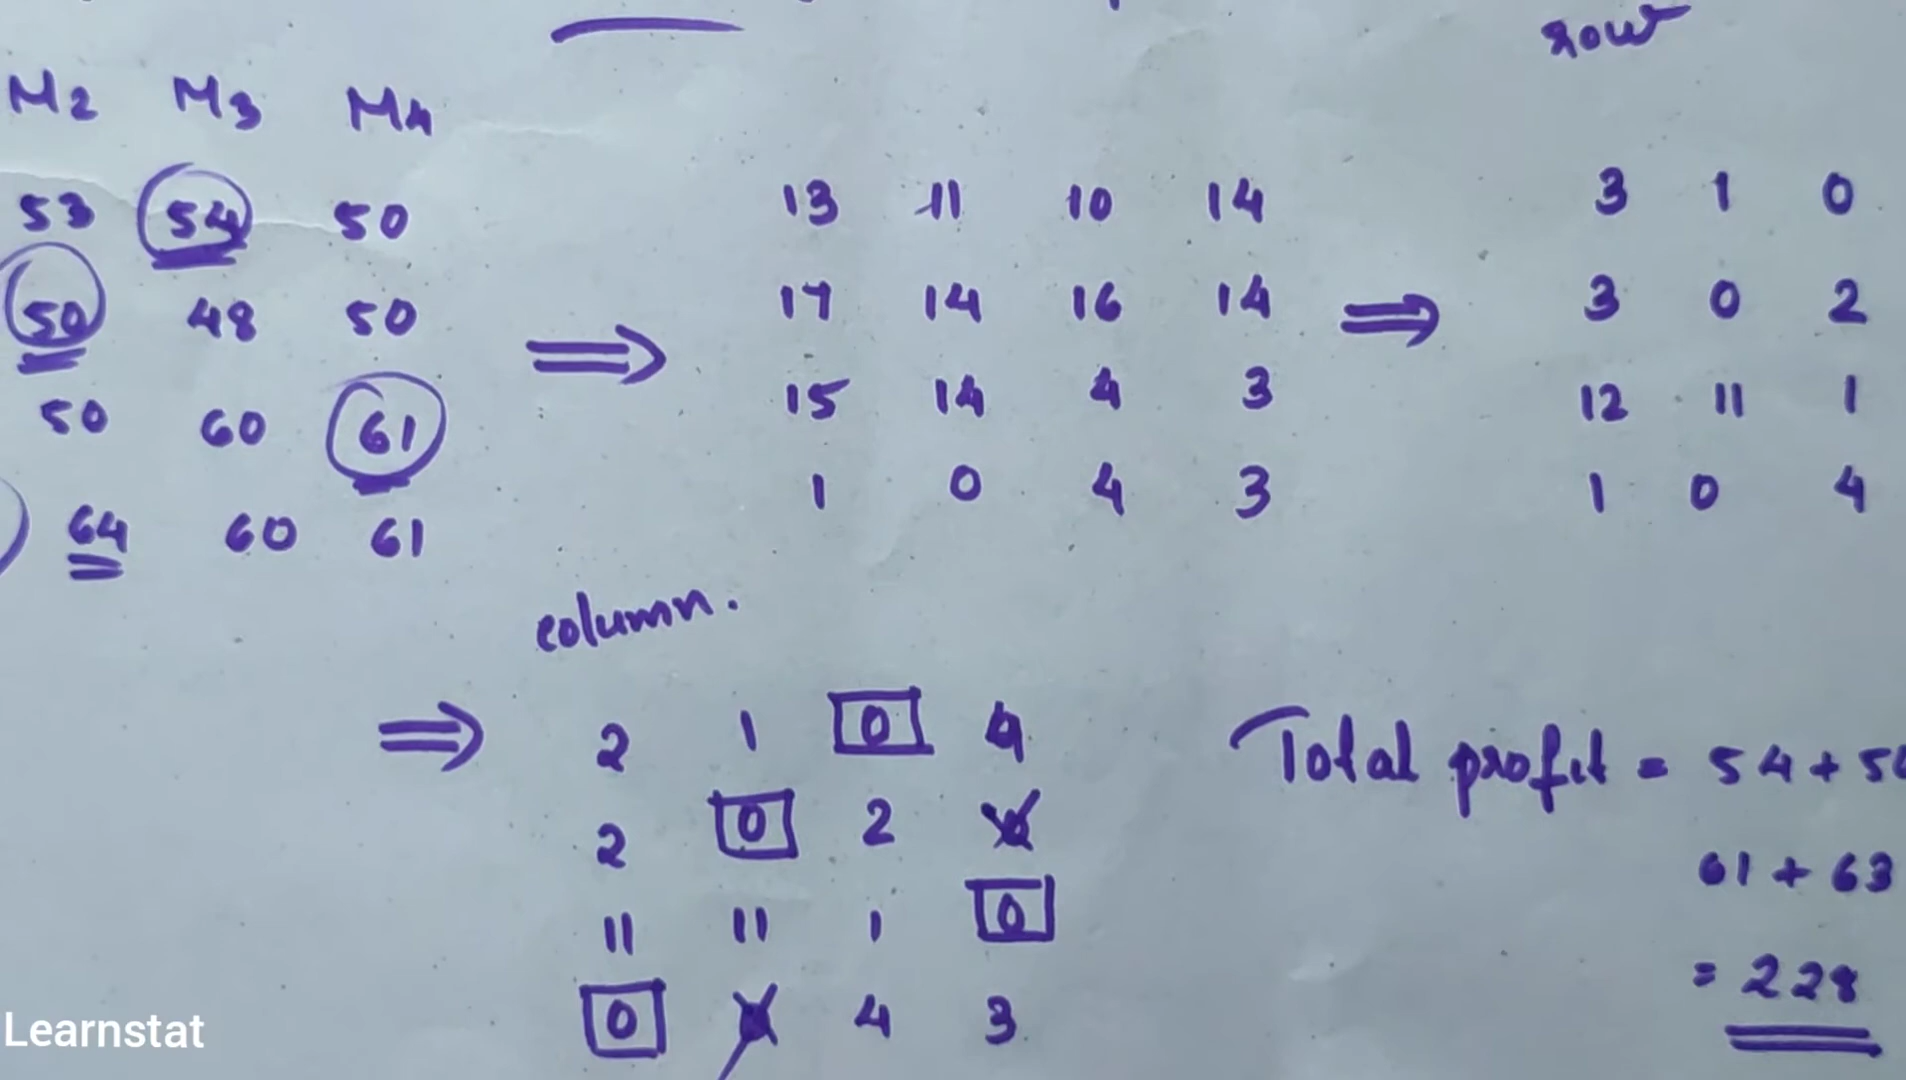 row
M2 M3 M4
53 54 50
50 48 50
50 60 61
64 60 61
⇒
13 11 10 14
17 14 16 14
15 14 4 3
1 0 4 3
⇒
3 1 0
3 0 2
12 11 1
1 0 4
column.
⇒
2 1 0 4
2 0 2 0
11 11 1 0
0 0 4 3
Total profit = 54 + 50
61 + 63
= 228
Learnstat